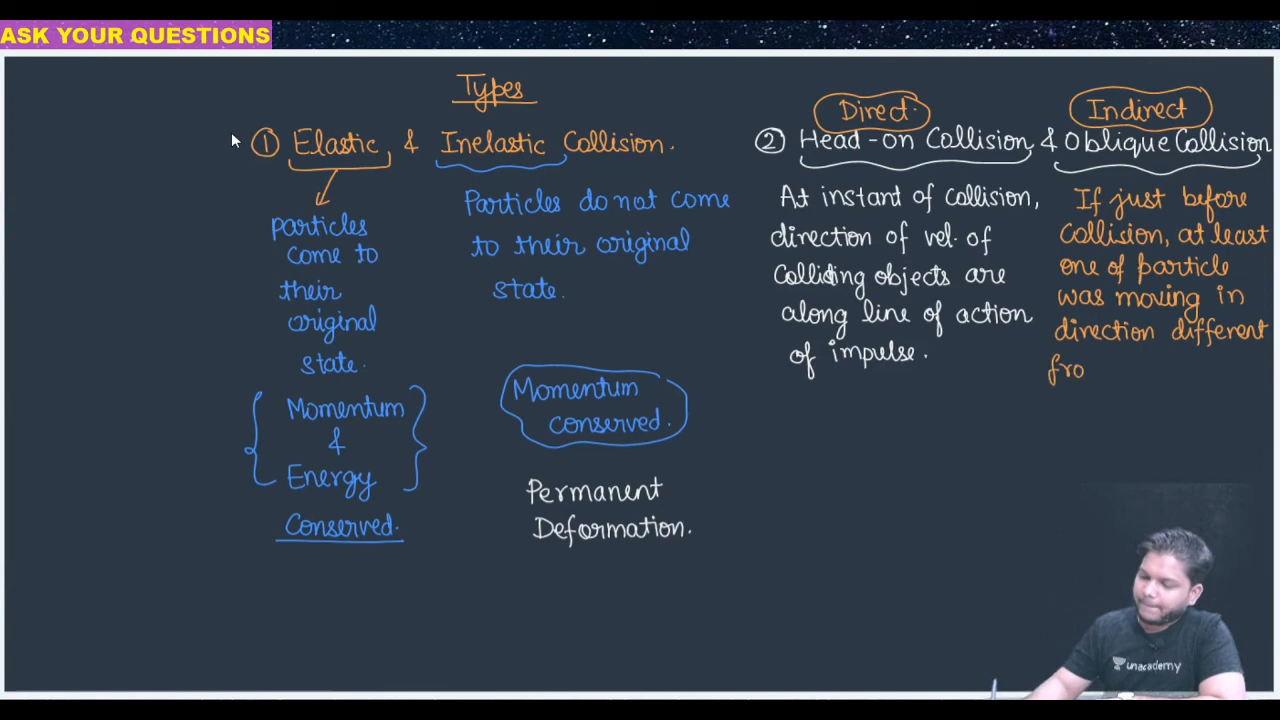 ASK YOUR QUESTIONS
Types
① Elastic & Inelastic Collision.
particles
come to
their
original
state.
Momentum
&
Energy
Conserved.
Particles do not come
to their original
state.
Momentum
conserved.
Permanent
Deformation.
Direct
Indirect
② Head-on Collision & Oblique Collision
At instant of collision,
direction of vel. of
Colliding objects are
along line of action
of impulse.
If just before
Collision, at least
one of particle
was moving in
direction different
fro
unacademy